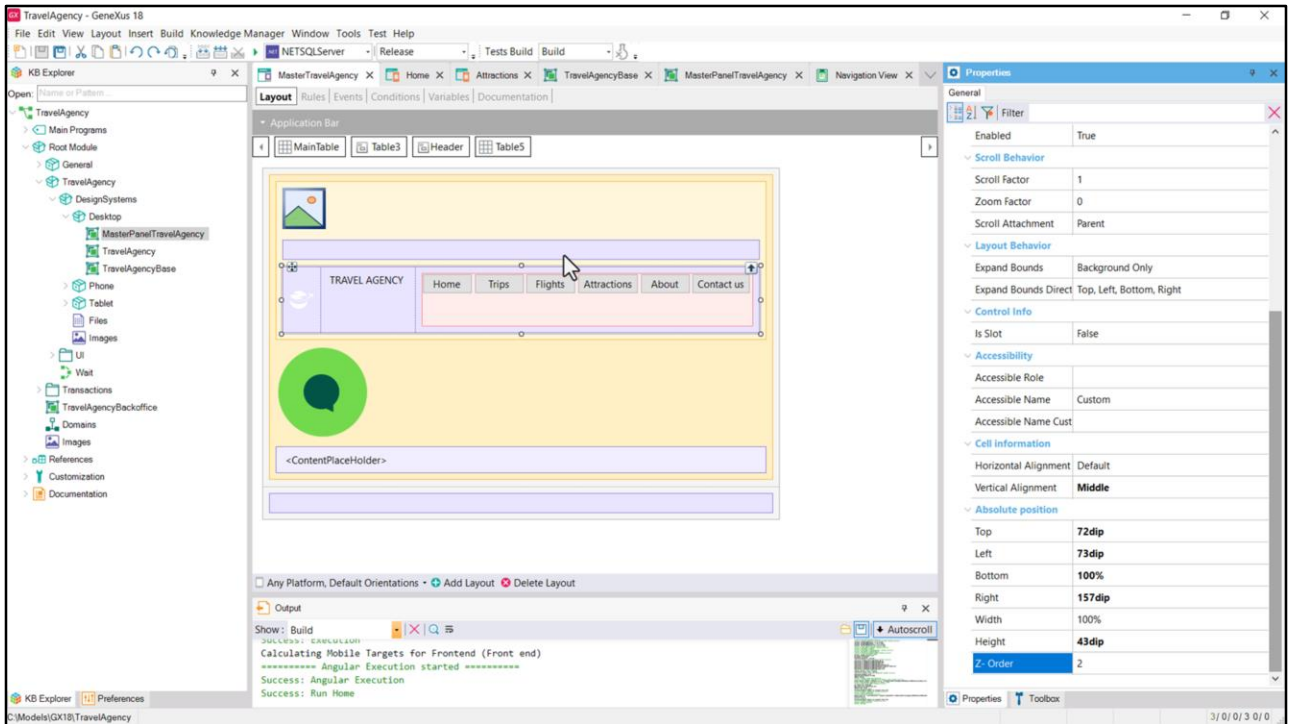 TravelAgency - GeneXus 18
File Edit View Layout Insert Build Knowledge Manager Window Tools Test Help
NETSQLServer Release Tests Build Build
KB Explorer
Open: Name or Pattern...
TravelAgency
Main Programs
Root Module
General
TravelAgency
DesignSystems
Desktop
MasterPanelTravelAgency
TravelAgency
TravelAgencyBase
Phone
Tablet
Files
Images
UI
Wait
Transactions
TravelAgencyBackoffice
Domains
Images
References
Customization
Documentation
KB Explorer Preferences
MasterTravelAgency X Home X Attractions X TravelAgencyBase X MasterPanelTravelAgency X Navigation View X
Layout Rules Events Conditions Variables Documentation
Application Bar
MainTable Table3 Header Table5
TRAVEL AGENCY
Home Trips Flights Attractions About Contact us
<ContentPlaceHolder>
Any Platform, Default Orientations Add Layout Delete Layout
Output
Show: Build Autoscroll
Success: Execution
Calculating Mobile Targets for Frontend (Front end)
========== Angular Execution started ==========
Success: Angular Execution
Success: Run Home
Properties
General
Filter
Enabled True
Scroll Behavior
Scroll Factor 1
Zoom Factor 0
Scroll Attachment Parent
Layout Behavior
Expand Bounds Background Only
Expand Bounds Direct Top, Left, Bottom, Right
Control Info
Is Slot False
Accessibility
Accessible Role
Accessible Name Custom
Accessible Name Cust
Cell information
Horizontal Alignment Default
Vertical Alignment Middle
Absolute position
Top 72dip
Left 73dip
Bottom 100%
Right 157dip
Width 100%
Height 43dip
Z- Order 2
Properties Toolbox
C:\Models\GX18\TravelAgency
3/ 0/ 0/ 3 0/ 0